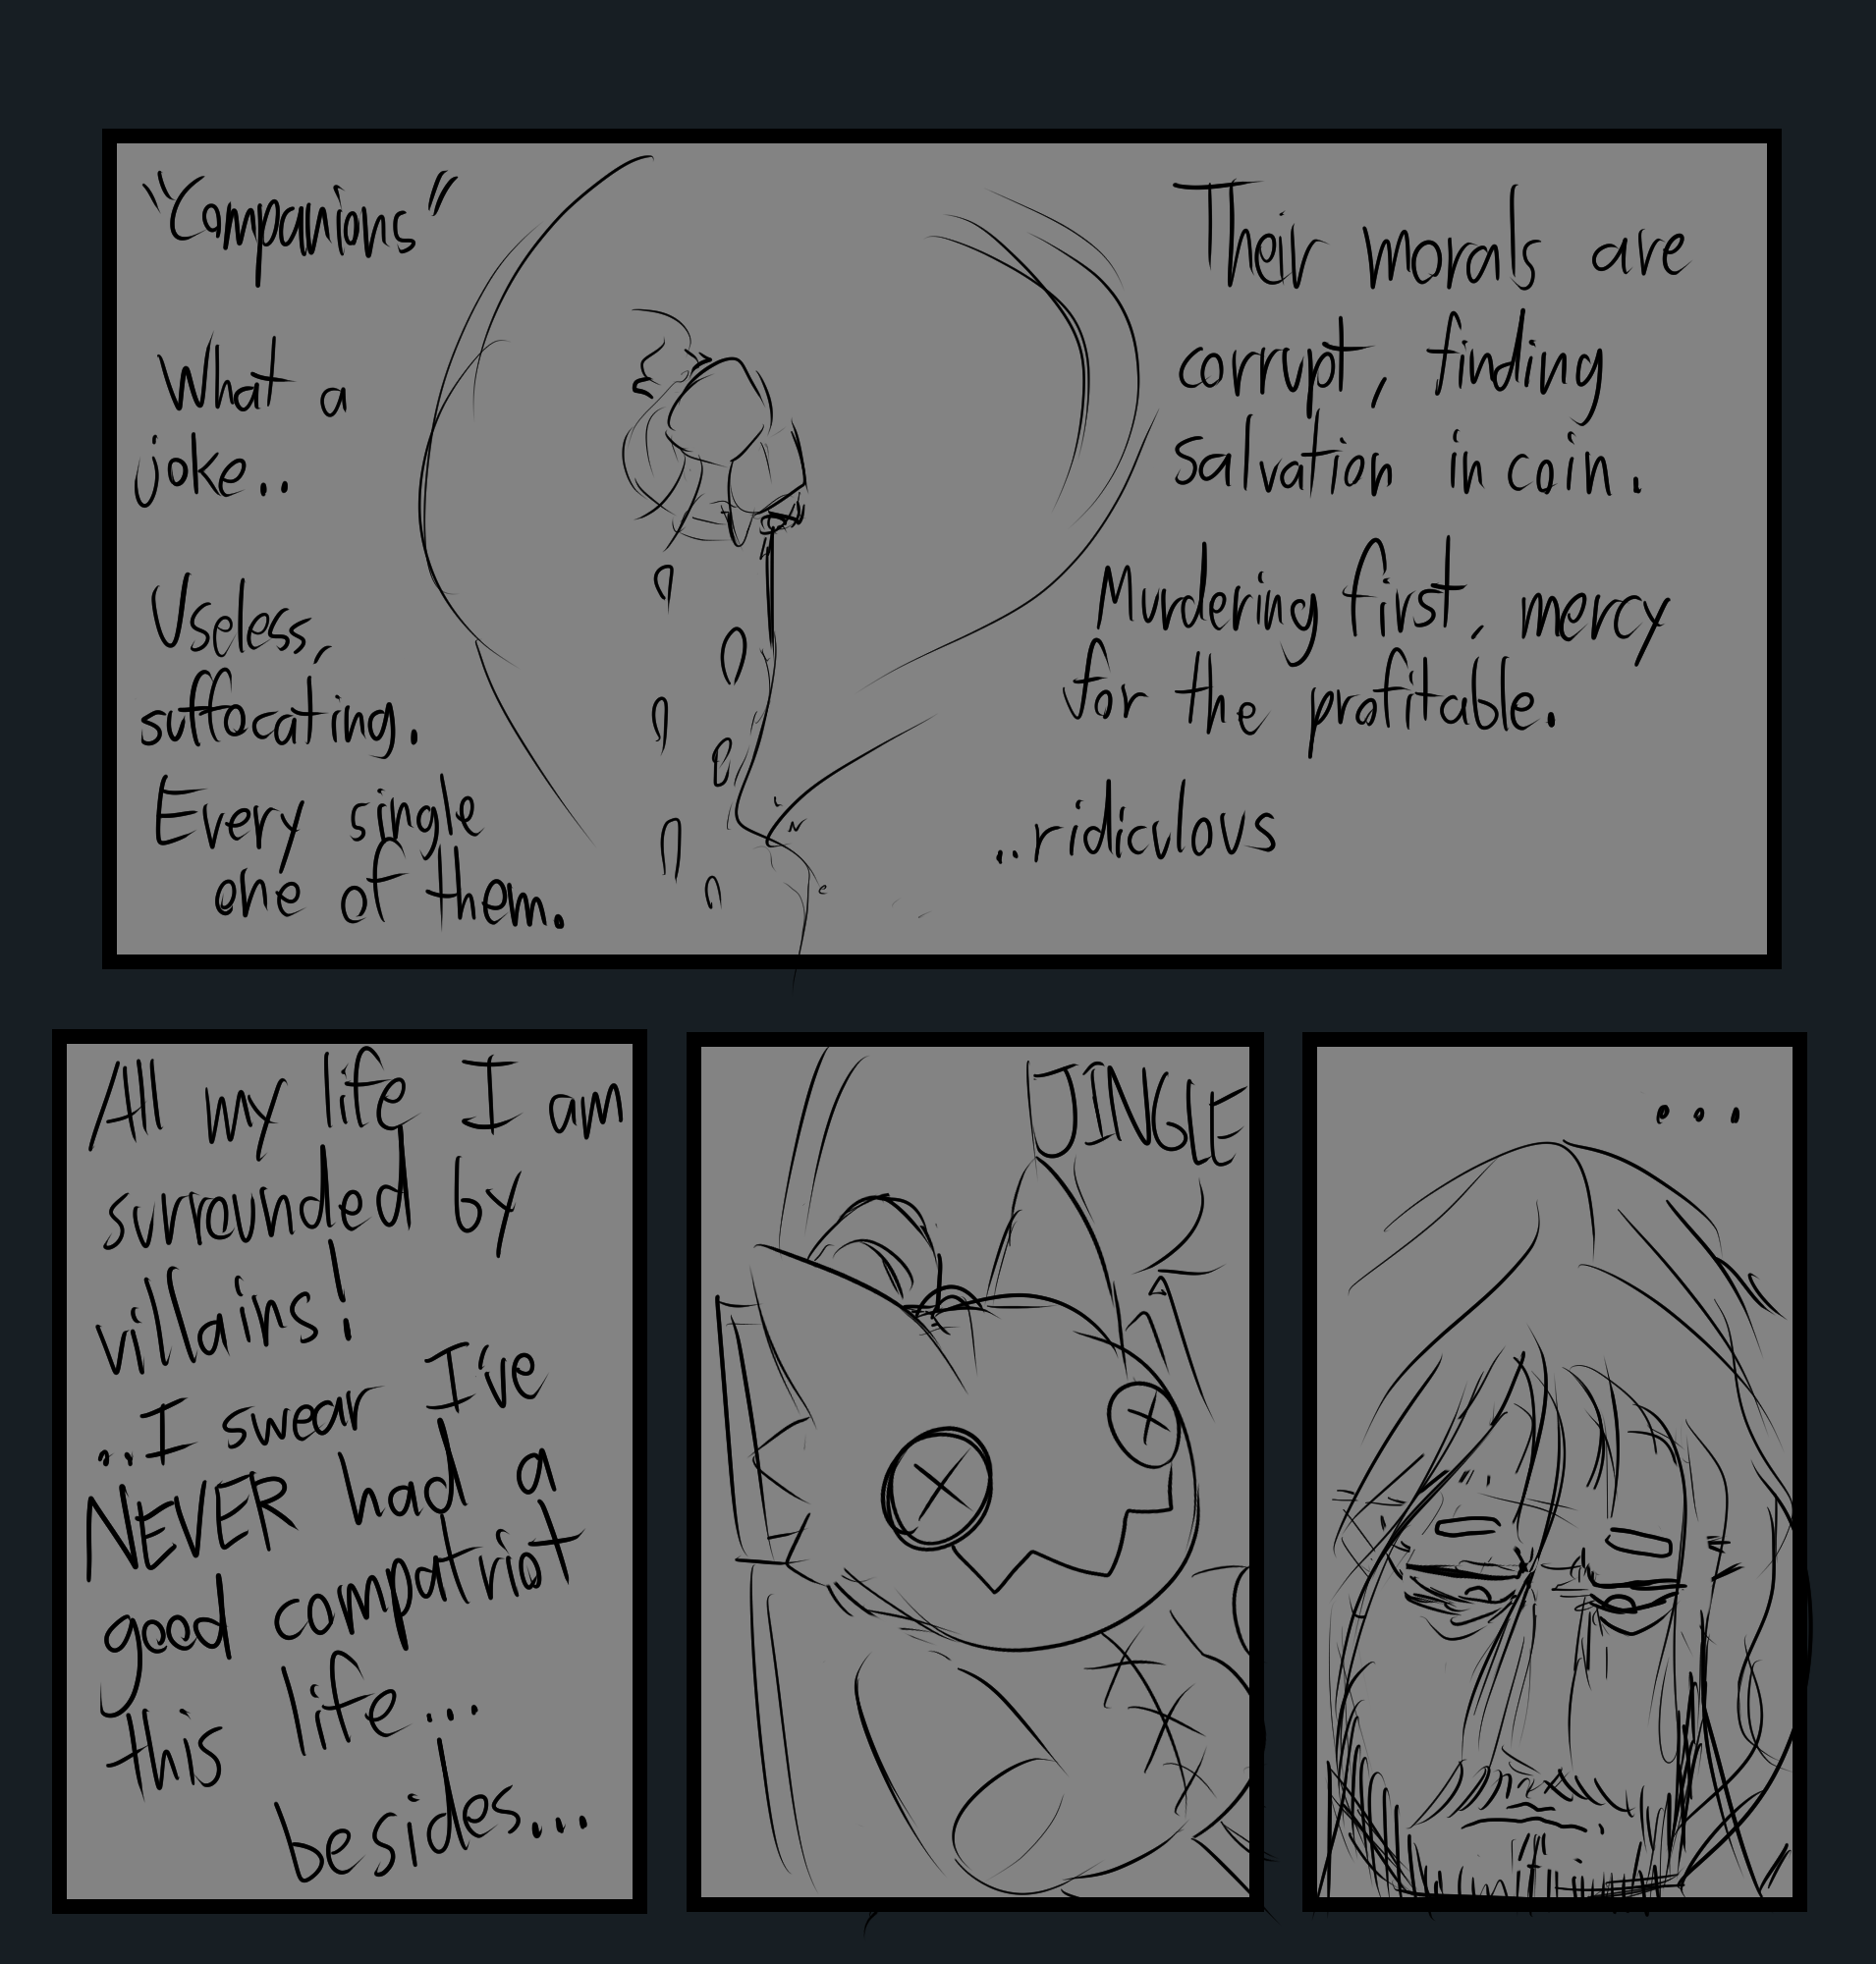 "Companions"
What a
joke..
Useless,
suffocating.
Every single
one of them.
Their morals are
corrupt, finding
salvation in coin.
Murdering first, mercy
for the profitable.
..ridiculous
All my life I am
surrounded by
villains!
...I swear I've
NEVER had a
good compatriot
this life...
besides...
JINGLE
...